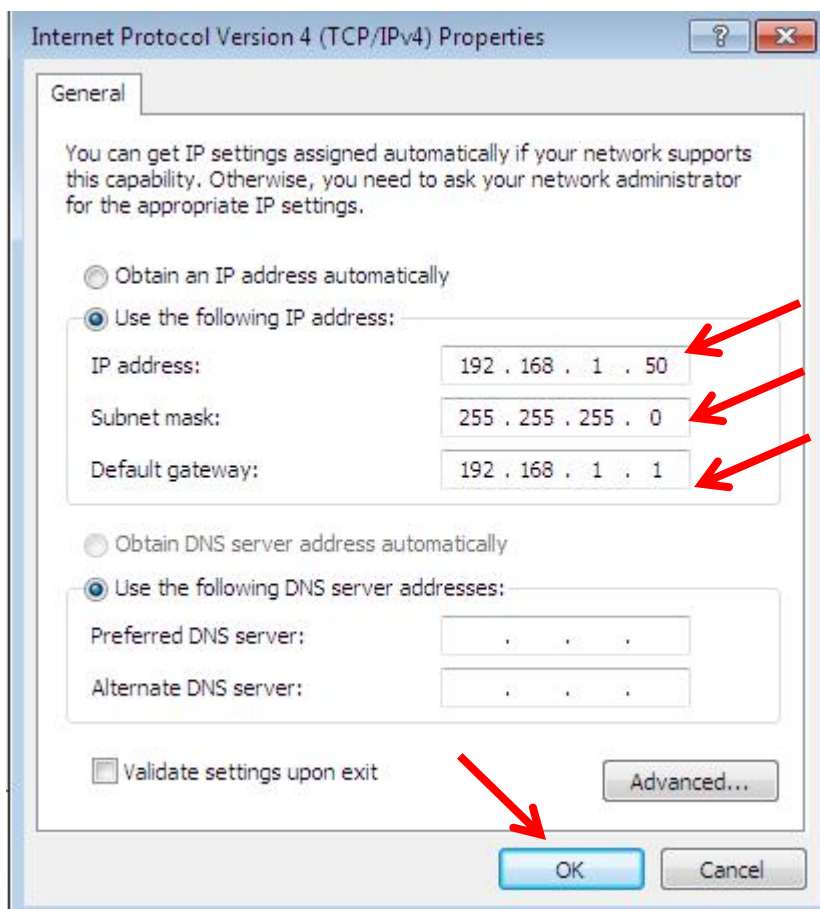 Internet Protocol Version 4 (TCP/IPv4) Properties
General
You can get IP settings assigned automatically if your network supports
this capability. Otherwise, you need to ask your network administrator
for the appropriate IP settings.
Obtain an IP address automatically
Use the following IP address:
IP address: 192 . 168 . 1 . 50
Subnet mask: 255 . 255 . 255 . 0
Default gateway: 192 . 168 . 1 . 1
Obtain DNS server address automatically
Use the following DNS server addresses:
Preferred DNS server: . . .
Alternate DNS server: . . .
Validate settings upon exit
Advanced...
OK Cancel